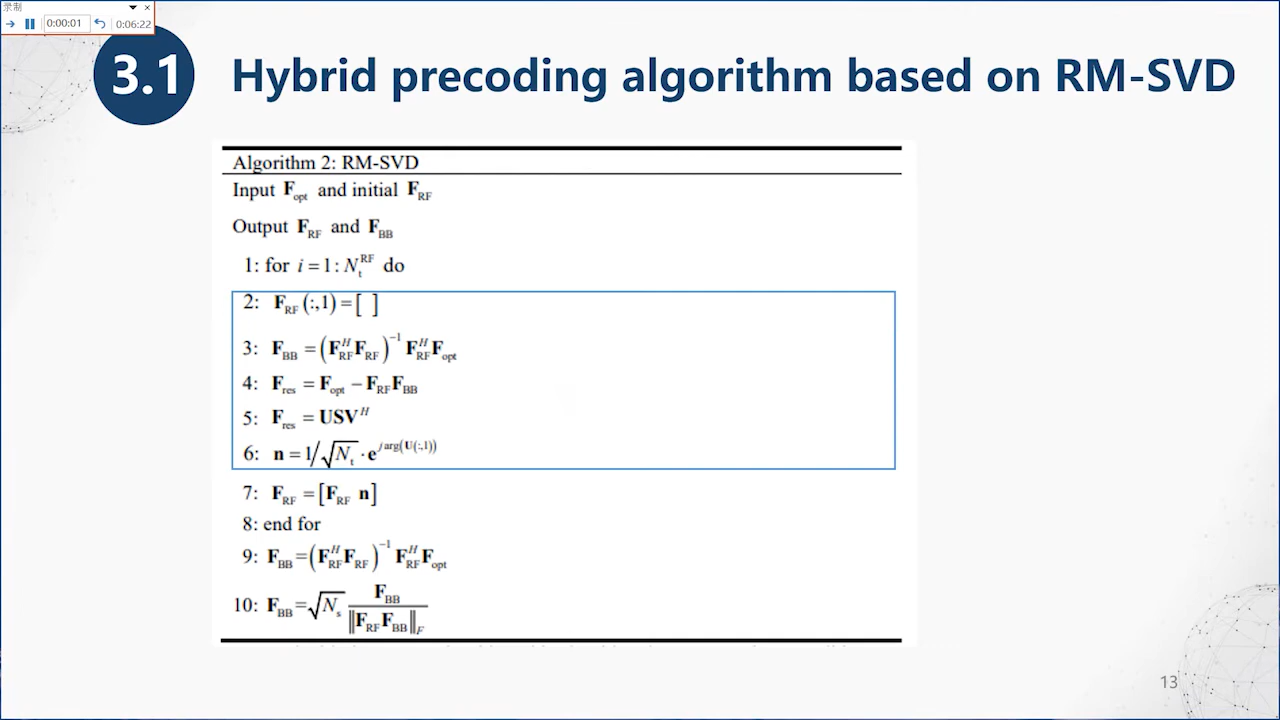 录制
0:00:01
0:06:22
3.1 Hybrid precoding algorithm based on RM-SVD
Algorithm 2: RM-SVD
Input F_opt and initial F_RF
Output F_RF and F_BB
1: for i = 1 : N_t^RF do
2: F_RF (:,1) = [ ]
3: F_BB = (F_RF^H F_RF)^−1 F_RF^H F_opt
4: F_res = F_opt − F_RF F_BB
5: F_res = USV^H
6: n = 1/√N_t · e^{j arg(U(:,1))}
7: F_RF = [F_RF n]
8: end for
9: F_BB = (F_RF^H F_RF)^−1 F_RF^H F_opt
10: F_BB = √N_s F_BB / ‖F_RF F_BB‖_F
13